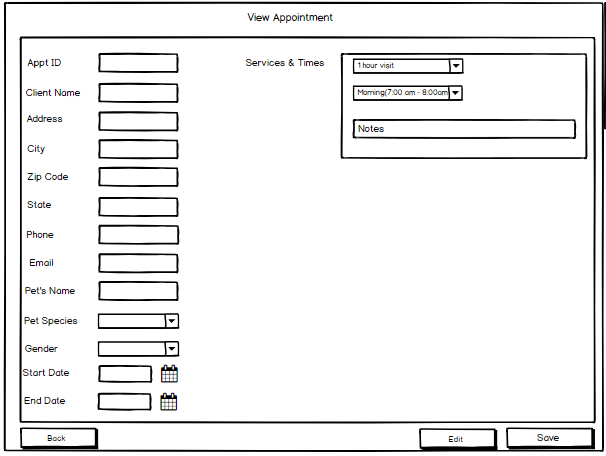 View Appointment
Appt ID
Services & Times
1 hour visit
Client Name
Morning(7:00 am - 8:00am
Address
Notes
City
Zip Code
State
Phone
Email
Pet's Name
Pet Species
Gender
Start Date
End Date
Back
Edit
Save